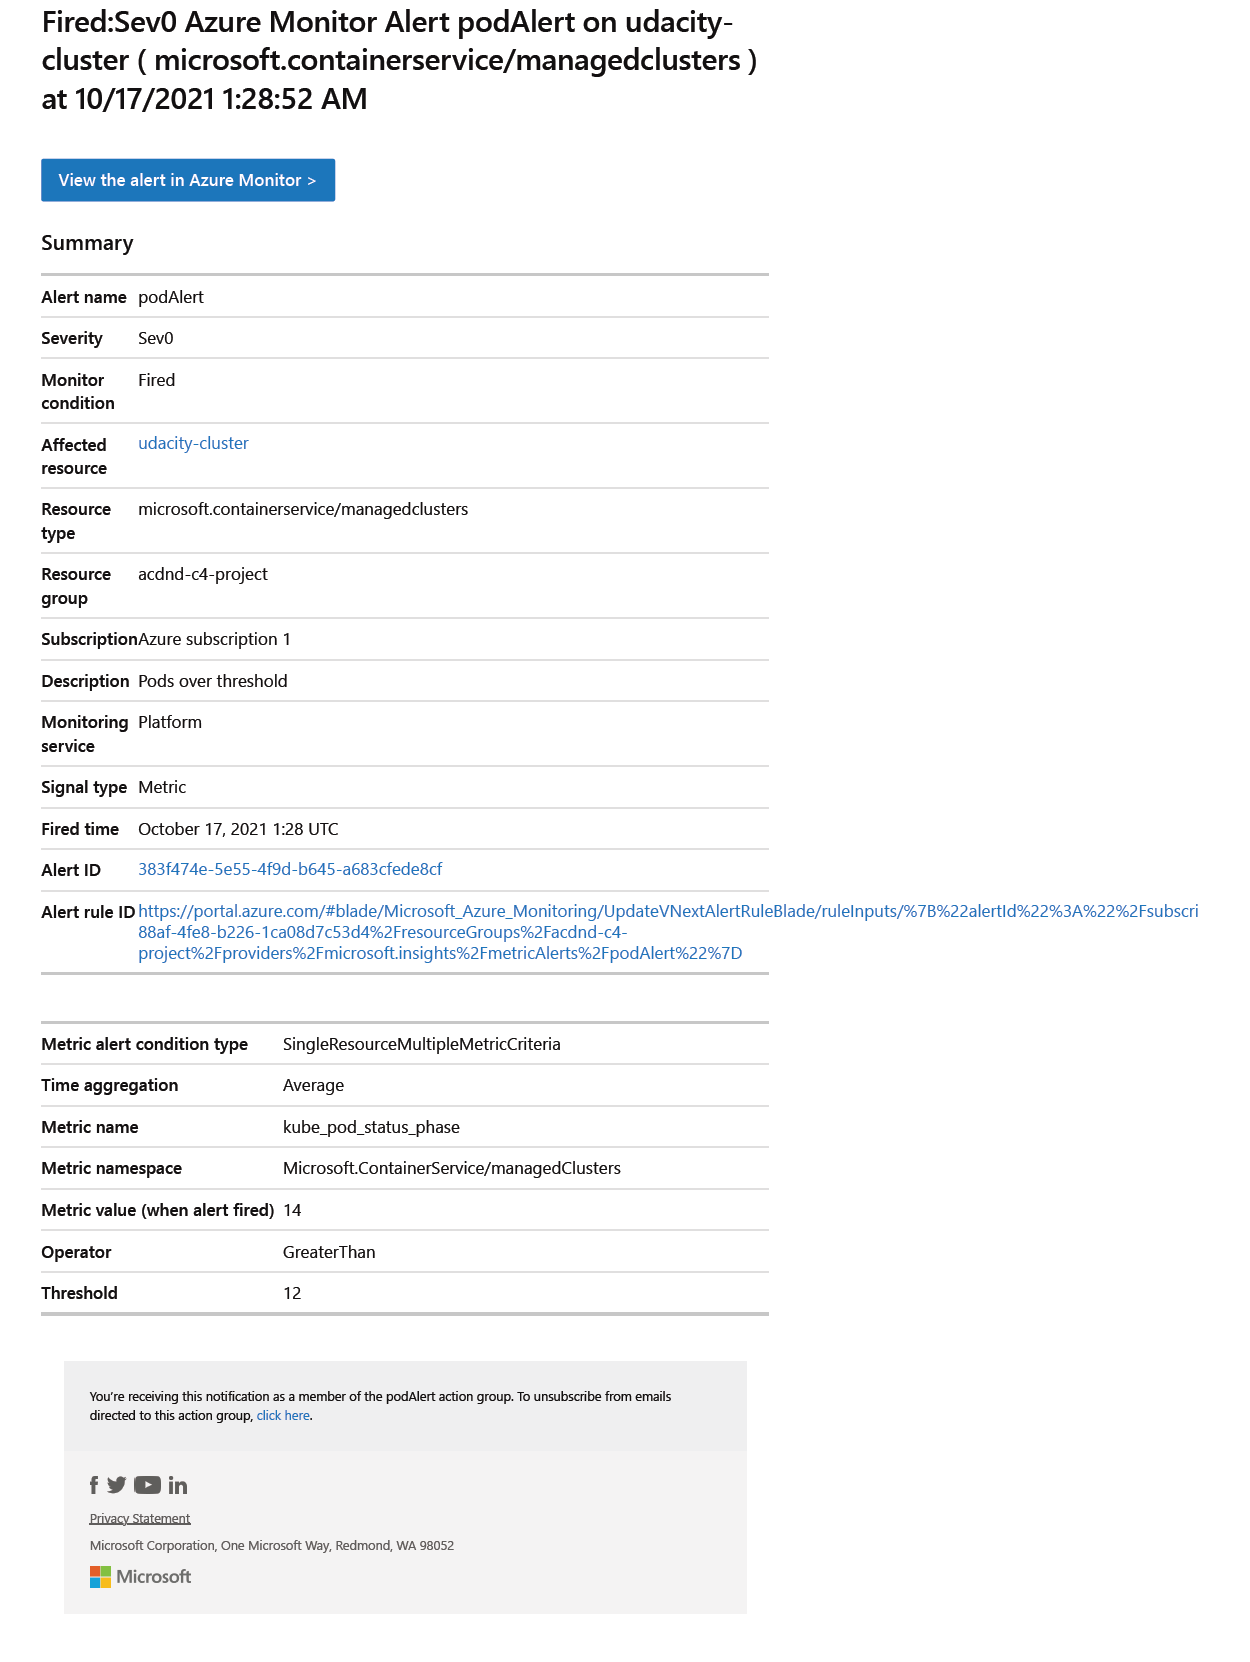 Fired:Sev0 Azure Monitor Alert podAlert on udacity-
cluster ( microsoft.containerservice/managedclusters )
at 10/17/2021 1:28:52 AM
View the alert in Azure Monitor >
Summary
Alert name podAlert
Severity Sev0
Monitor Fired
condition
Affected udacity-cluster
resource
Resource microsoft.containerservice/managedclusters
type
Resource acdnd-c4-project
group
Subscription Azure subscription 1
Description Pods over threshold
Monitoring Platform
service
Signal type Metric
Fired time October 17, 2021 1:28 UTC
Alert ID 383f474e-5e55-4f9d-b645-a683cfede8cf
Alert rule ID https://portal.azure.com/#blade/Microsoft_Azure_Monitoring/UpdateVNextAlertRuleBlade/ruleInputs/%7B%22alertId%22%3A%22%2Fsubscri
88af-4fe8-b226-1ca08d7c53d4%2FresourceGroups%2Facdnd-c4-
project%2Fproviders%2Fmicrosoft.insights%2FmetricAlerts%2FpodAlert%22%7D
Metric alert condition type SingleResourceMultipleMetricCriteria
Time aggregation Average
Metric name kube_pod_status_phase
Metric namespace Microsoft.ContainerService/managedClusters
Metric value (when alert fired) 14
Operator GreaterThan
Threshold 12
You're receiving this notification as a member of the podAlert action group. To unsubscribe from emails
directed to this action group, click here.
Privacy Statement
Microsoft Corporation, One Microsoft Way, Redmond, WA 98052
Microsoft